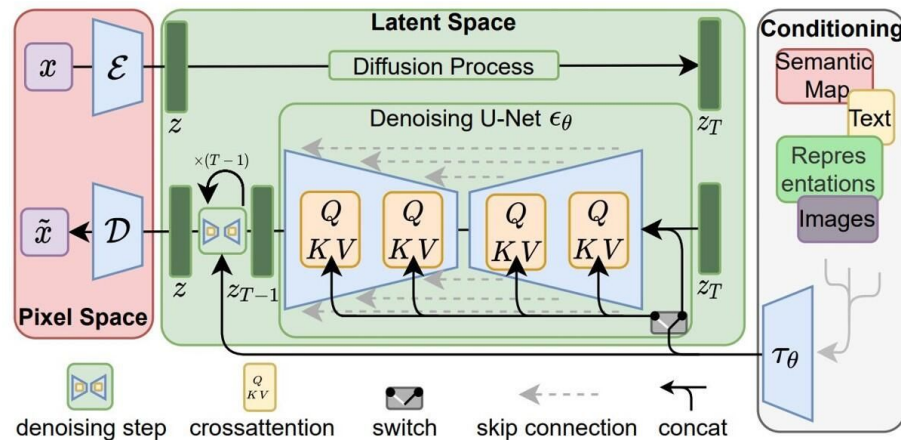 Latent Space
Conditioning
x
ℰ
z
Diffusion Process
z_T
Semantic
Map
Text
Repres
entations
Images
Denoising U-Net ϵ_θ
×(T−1)
x̃
𝒟
z
z_{T−1}
Q
KV
Q
KV
Q
KV
Q
KV
z_T
Pixel Space
τ_θ
Q
KV
denoising step
crossattention
switch
skip connection
concat